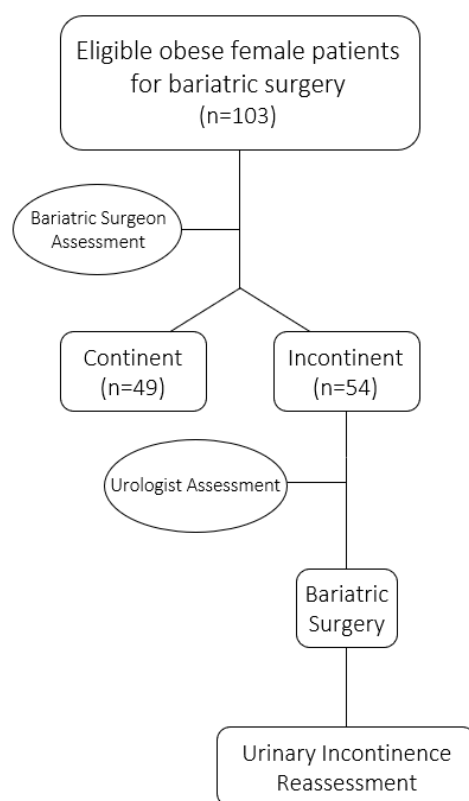 Eligible obese female patients
for bariatric surgery
(n=103)
Bariatric Surgeon
Assessment
Continent
(n=49)
Incontinent
(n=54)
Urologist Assessment
Bariatric
Surgery
Urinary Incontinence
Reassessment